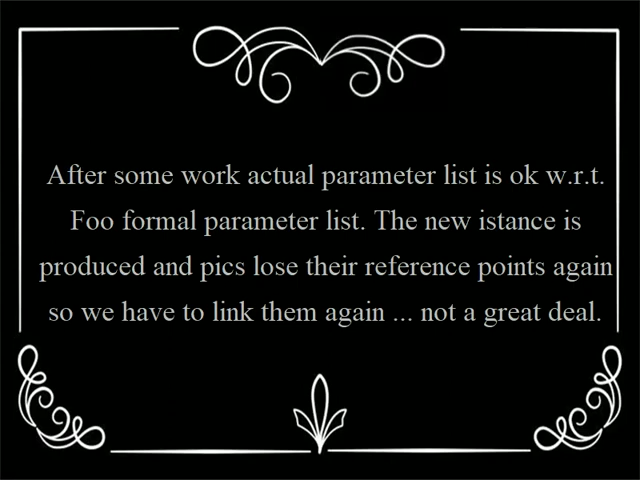 After some work actual parameter list is ok w.r.t.
Foo formal parameter list. The new istance is
produced and pics lose their reference points again
so we have to link them again ... not a great deal.